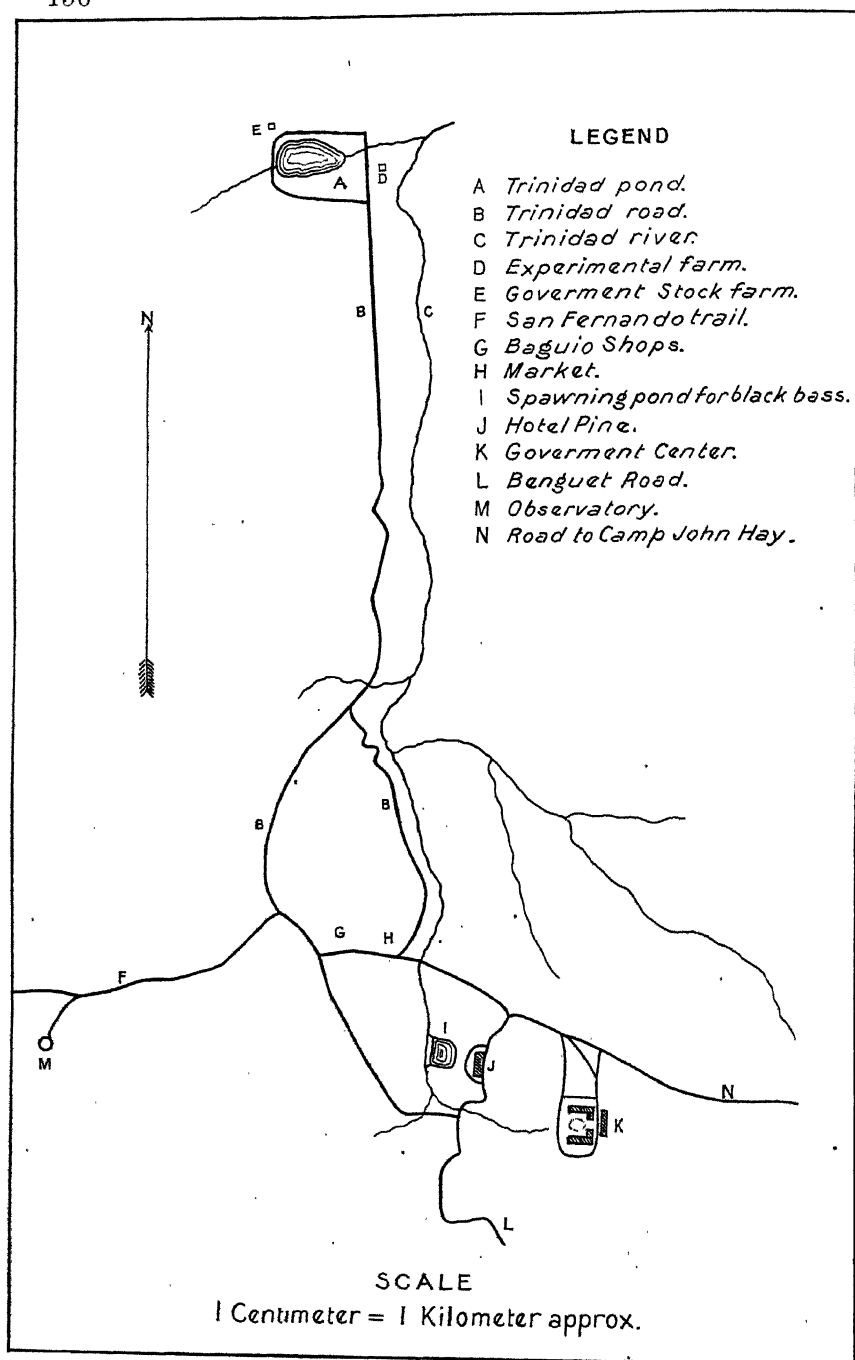 LEGEND
A Trinidad pond.
B Trinidad road.
C Trinidad river.
D Experimental farm.
E Goverment Stock farm.
F San Fernando trail.
G Baguio Shops.
H Market.
I Spawning pond for black bass.
J Hotel Pine.
K Goverment Center.
L Benguet Road.
M Observatory.
N Road to Camp John Hay.
E
A
D
N
B
C
B
B
G
H
F
M
I
J
N
K
L
SCALE
1 Centimeter = 1 Kilometer approx.